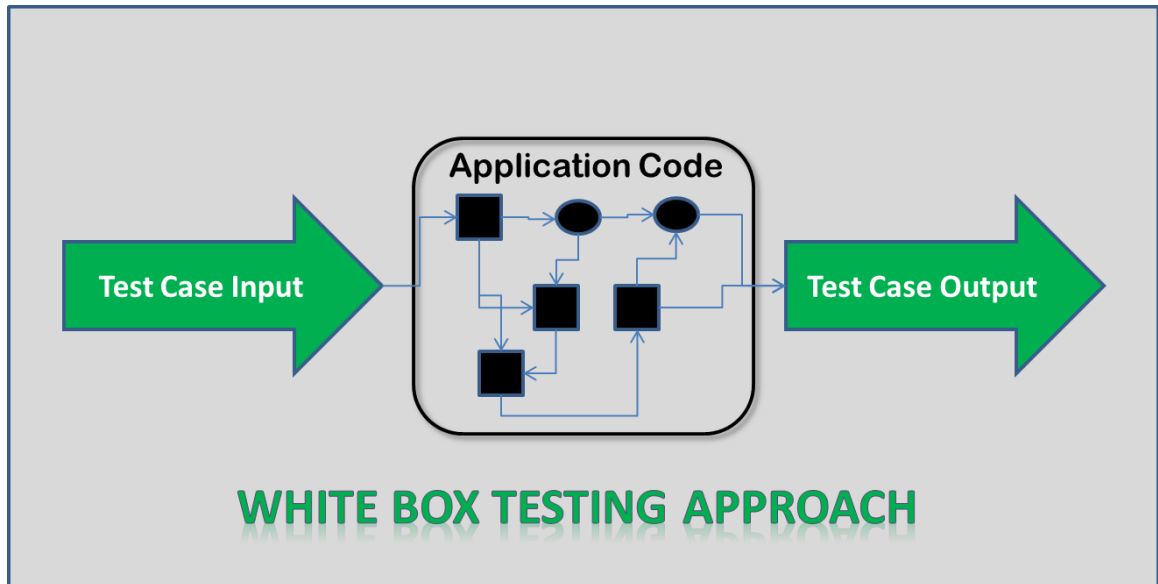 Application Code
Test Case Input
Test Case Output
WHITE BOX TESTING APPROACH